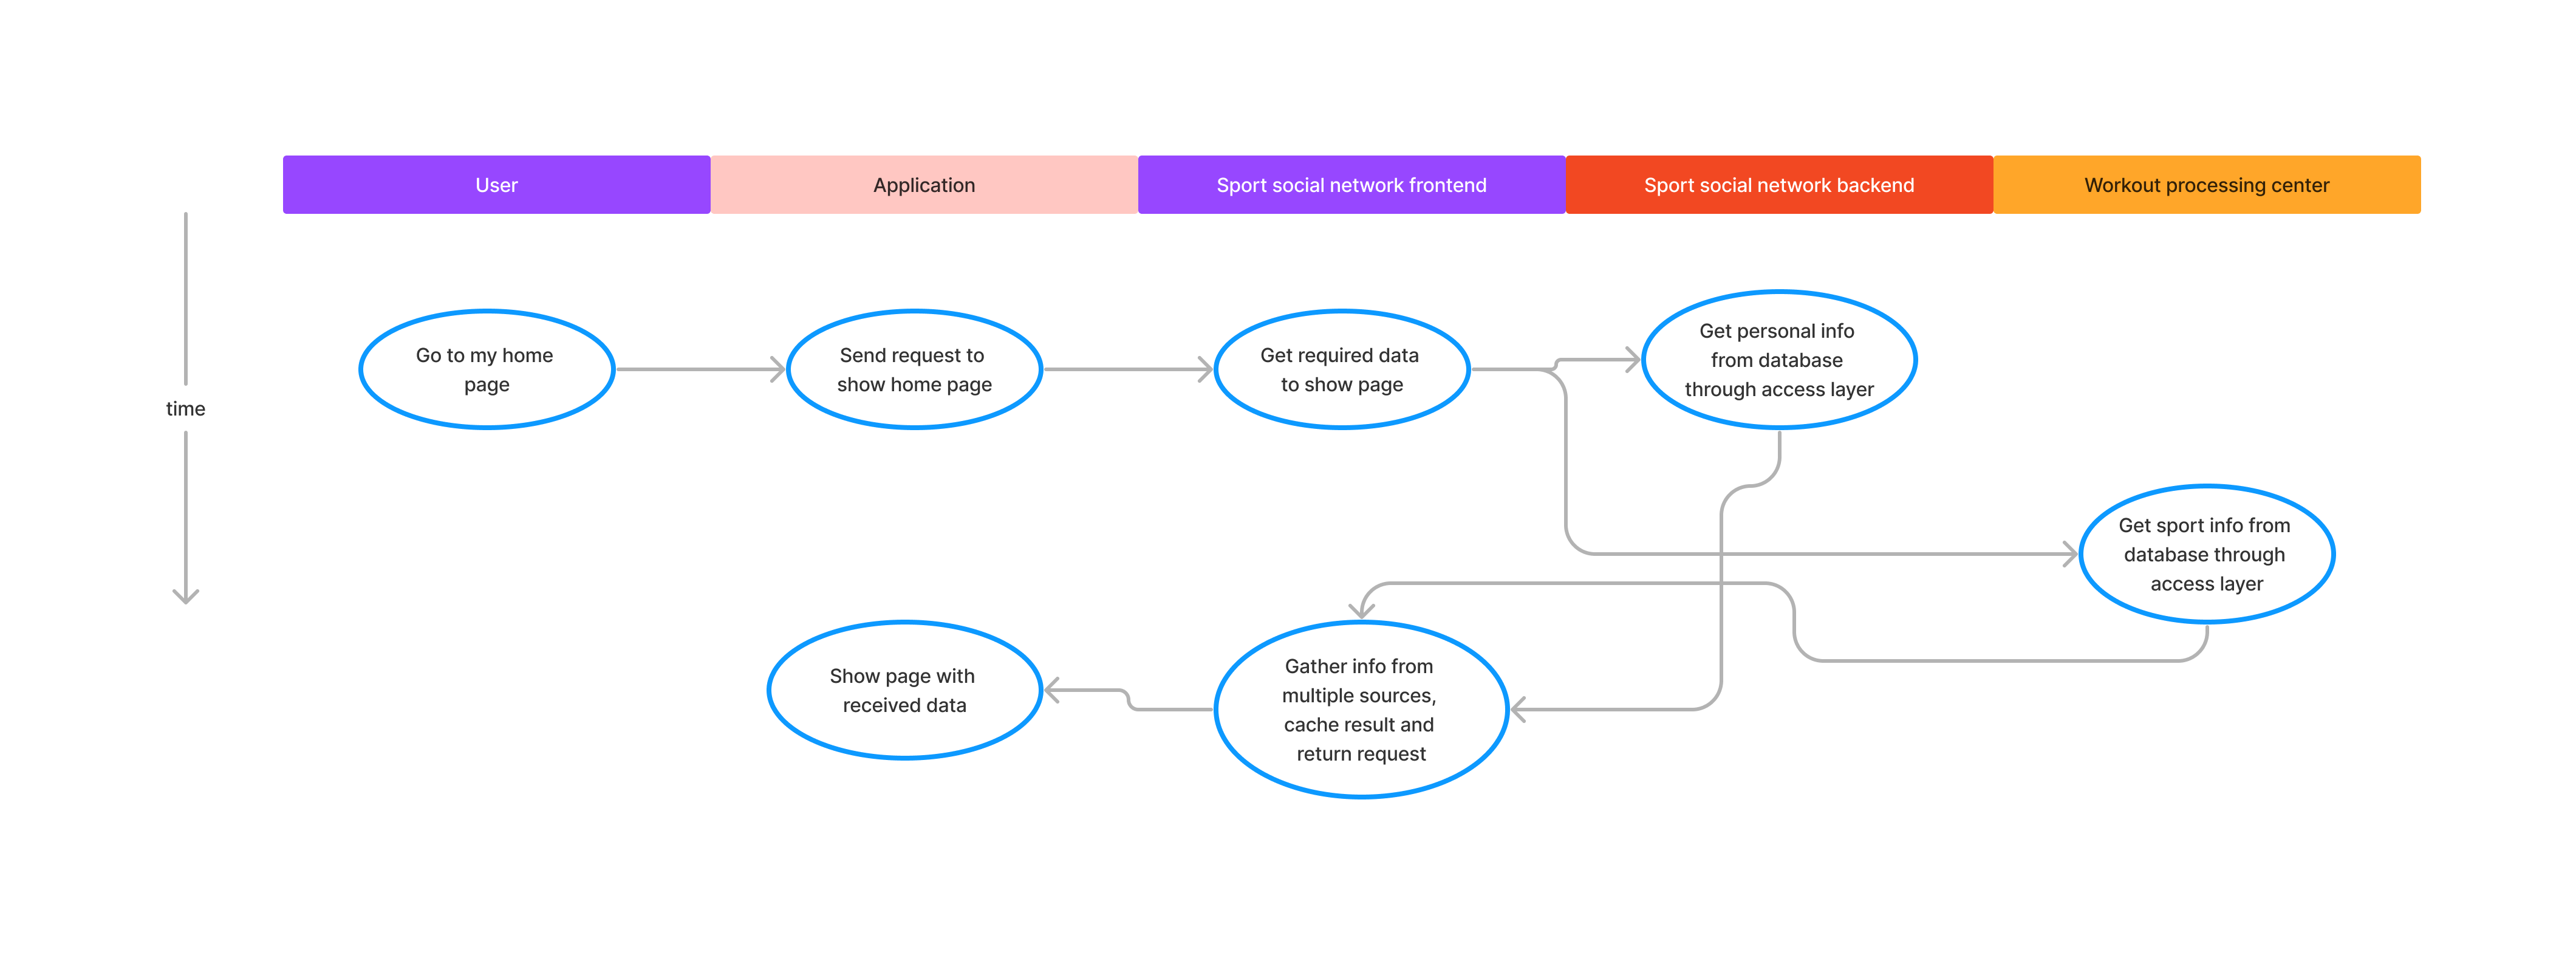 User
Application
Sport social network frontend
Sport social network backend
Workout processing center
time
Go to my home
page
Send request to
show home page
Get required data
to show page
Get personal info
from database
through access layer
Get sport info from
database through
access layer
Show page with
received data
Gather info from
multiple sources,
cache result and
return request